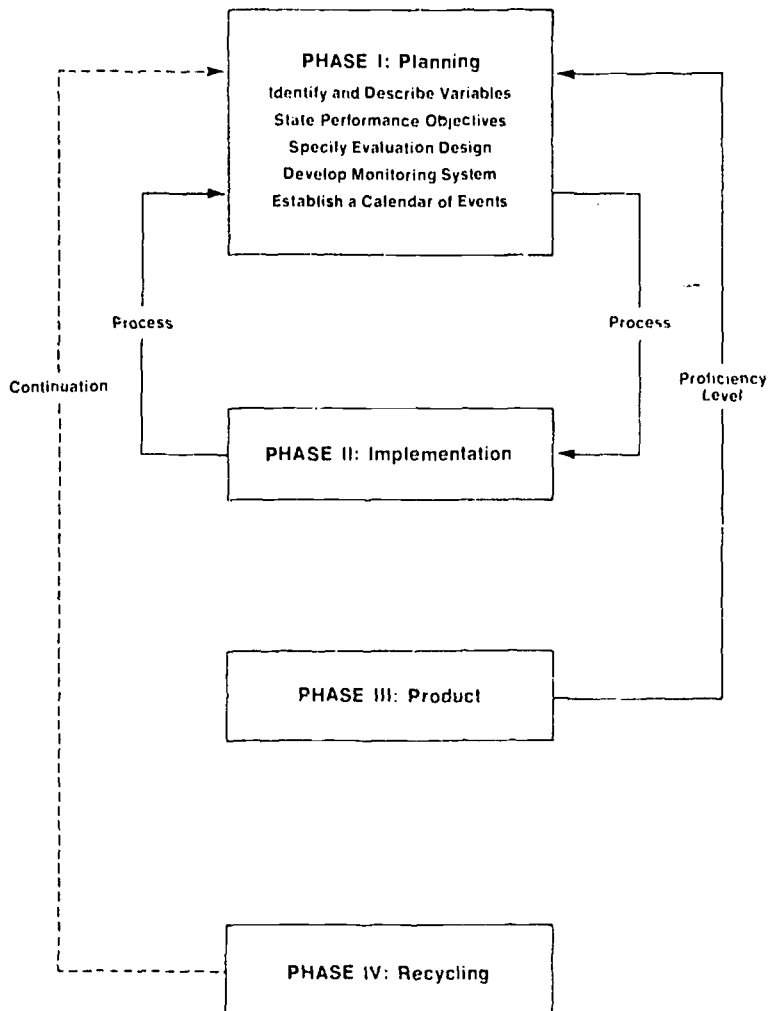 PHASE I: Planning
Identify and Describe Variables
State Performance Objectives
Specify Evaluation Design
Develop Monitoring System
Establish a Calendar of Events
Process
Process
Continuation
Proficiency
Level
PHASE II: Implementation
PHASE III: Product
PHASE IV: Recycling